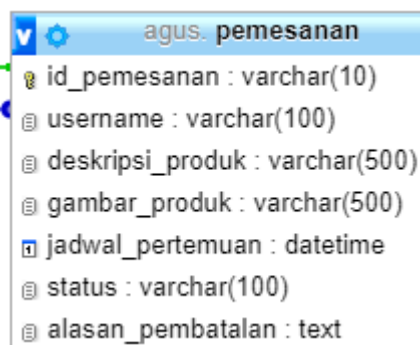 v agus. pemesanan
id_pemesanan : varchar(10)
username : varchar(100)
deskripsi_produk : varchar(500)
gambar_produk : varchar(500)
jadwal_pertemuan : datetime
status : varchar(100)
alasan_pembatalan : text